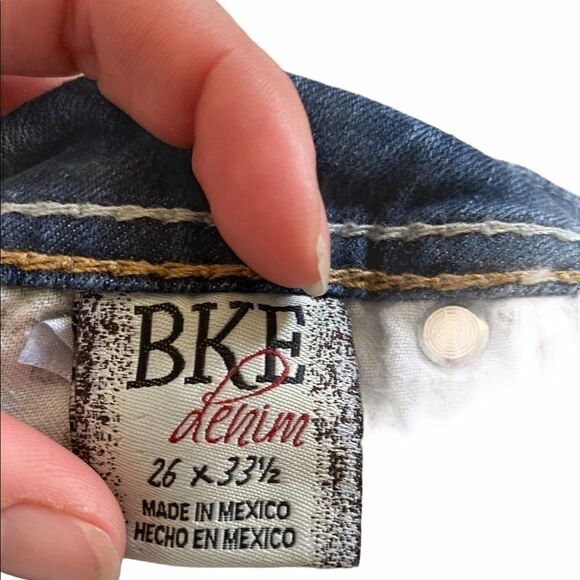 BKE
denim
26 x 33½
MADE IN MEXICO
HECHO EN MEXICO